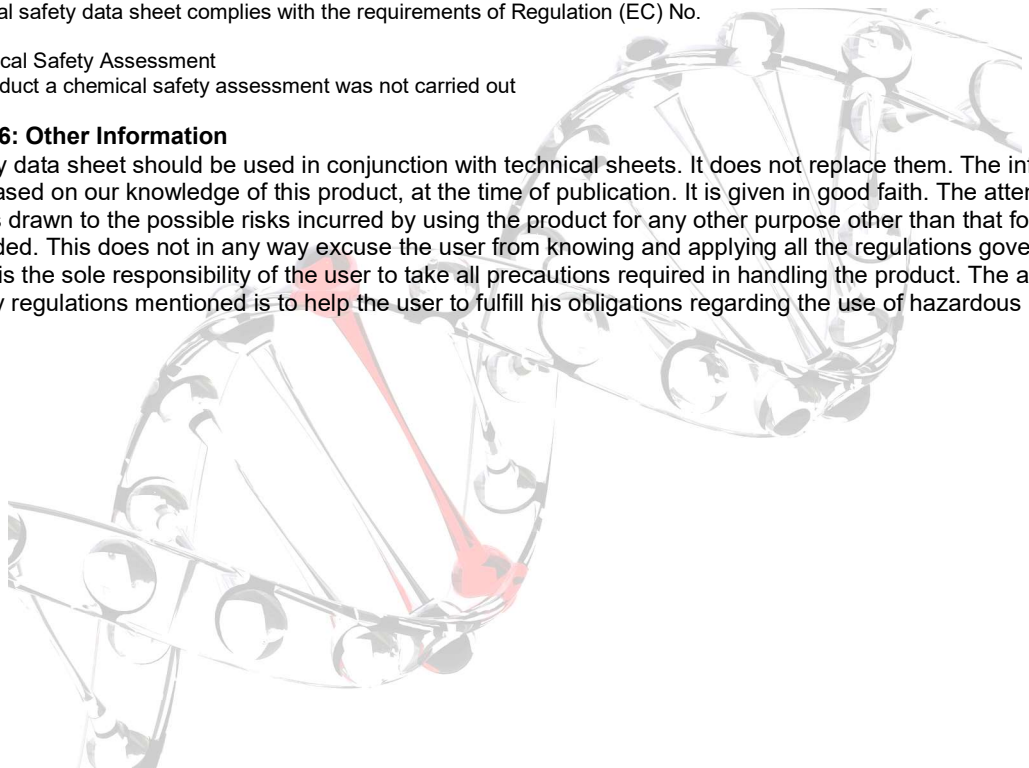 al safety data sheet complies with the requirements of Regulation (EC) No.
cal Safety Assessment
duct a chemical safety assessment was not carried out
6: Other Information
y data sheet should be used in conjunction with technical sheets. It does not replace them. The inf
ased on our knowledge of this product, at the time of publication. It is given in good faith. The atten
s drawn to the possible risks incurred by using the product for any other purpose other than that fo
ded. This does not in any way excuse the user from knowing and applying all the regulations gove
is the sole responsibility of the user to take all precautions required in handling the product. The a
y regulations mentioned is to help the user to fulfill his obligations regarding the use of hazardous